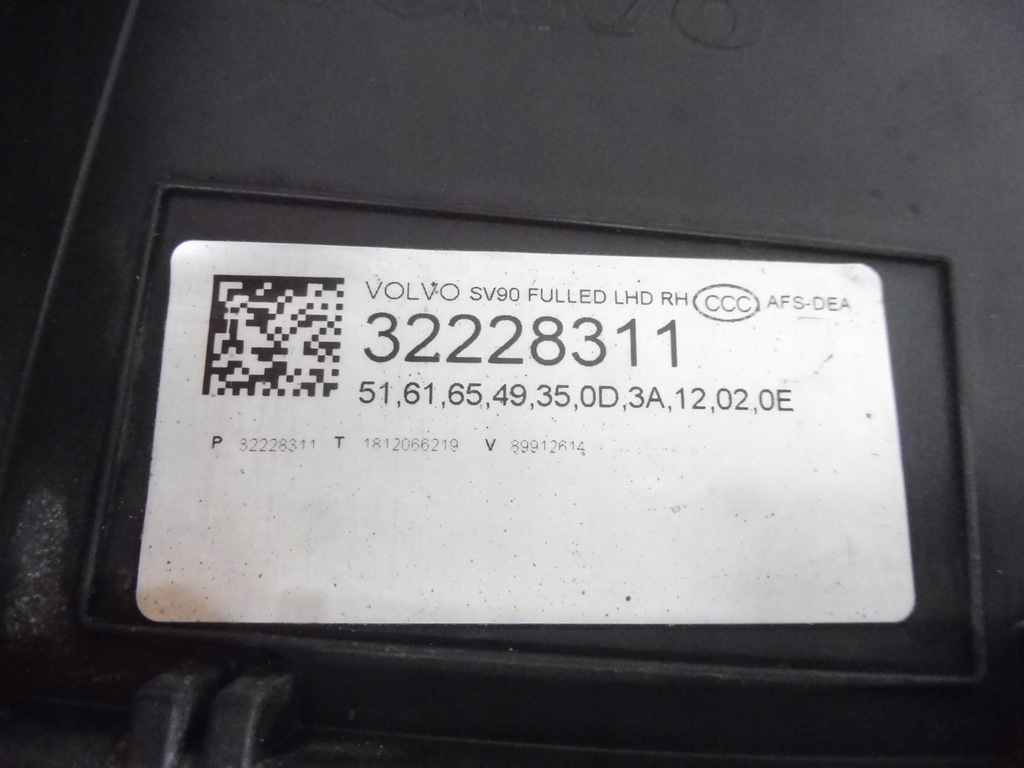 VOLVO SV90 FULLED LHD RH CCC AFS-DEA
32228311
51,61,65,49,35,0D,3A,12,02,0E
P 32228311 T 1812066219 V 89912614